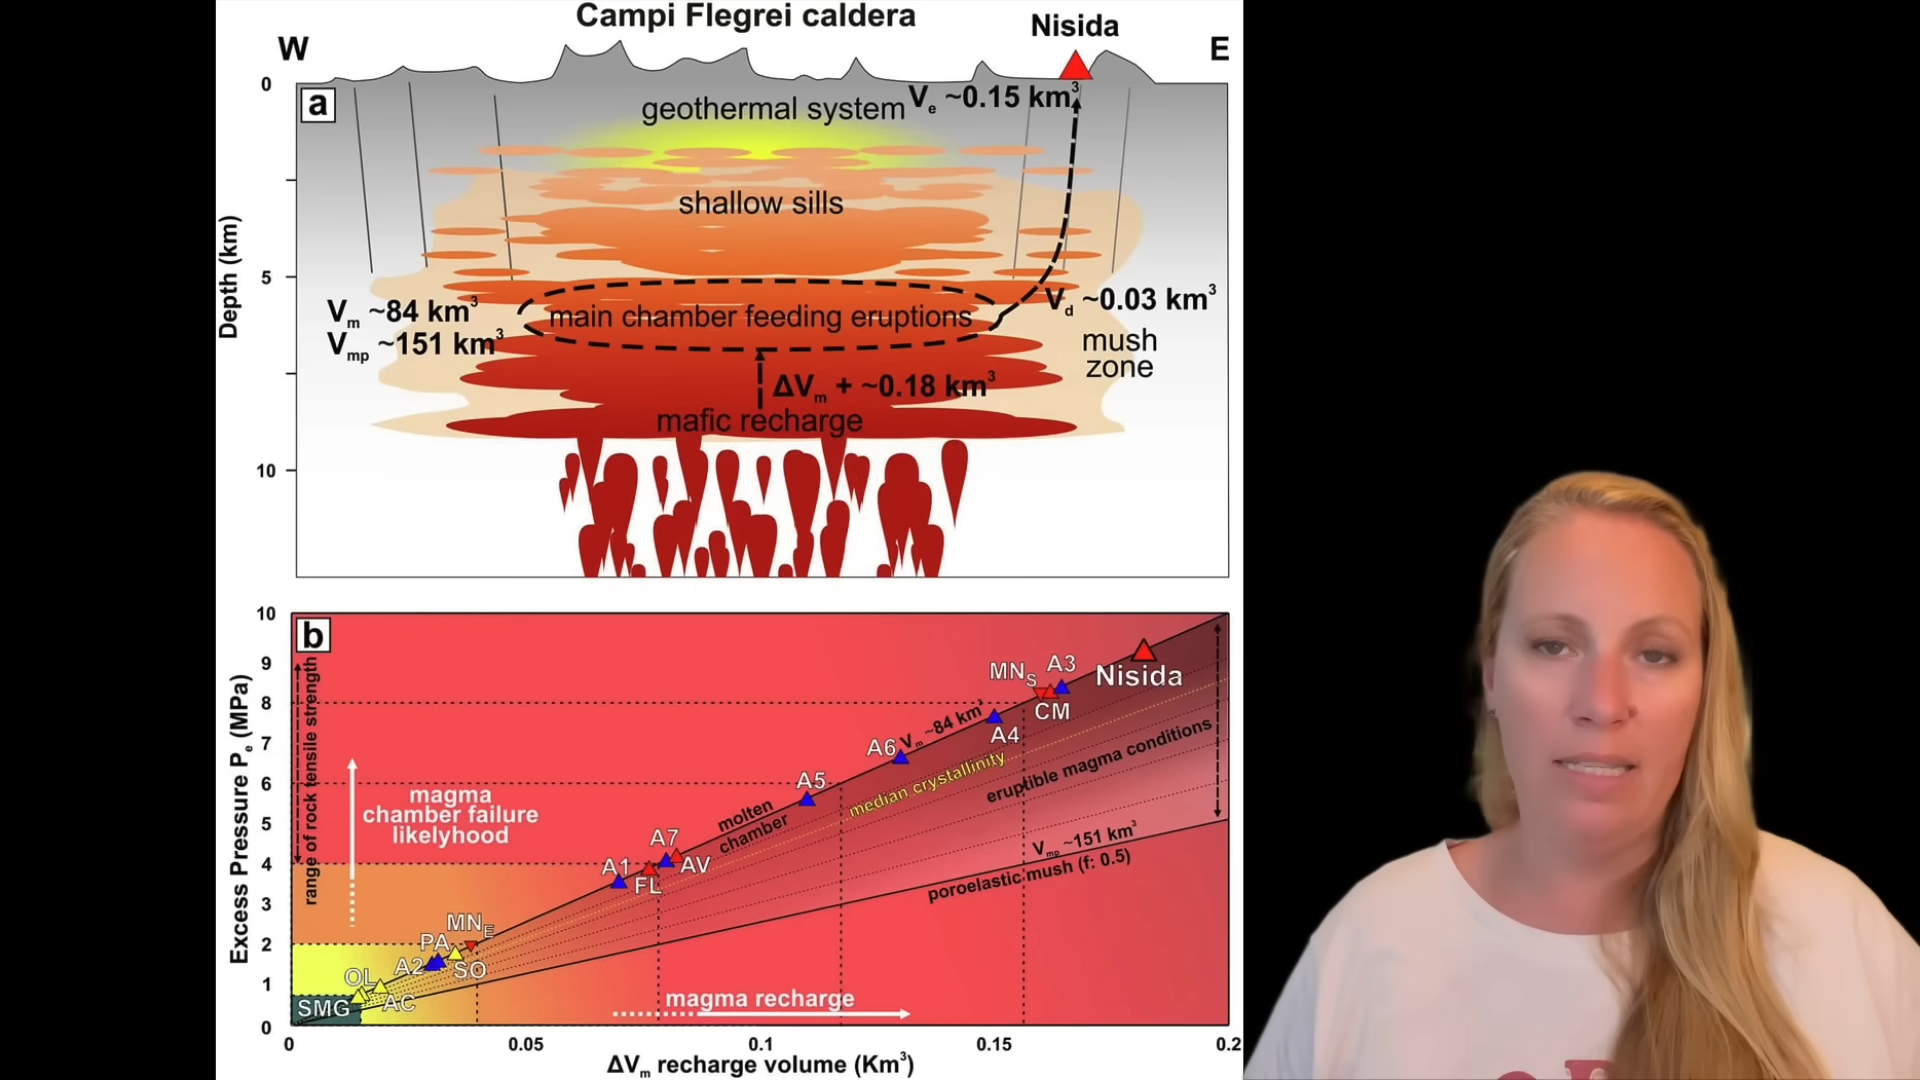 Campi Flegrei caldera
Nisida
W
E
a
geothermal system
Vₑ ~0.15 km³
shallow sills
Vₘ ~84 km³
Vₘₚ ~151 km³
main chamber feeding eruptions
V_d ~0.03 km³
mush
zone
ΔVₘ + ~0.18 km³
mafic recharge
Depth (km)
0
5
10
b
10
9
8
7
6
5
4
3
2
1
0
Excess Pressure Pₑ (MPa)
range of rock tensile strength
magma
chamber failure
likelyhood
MN_S
A3
Nisida
CM
A4
A6
Vₘ ~84 km³
A5
median crystallinity
eruptible magma conditions
molten
chamber
A7
AV
A1
FL
Vₘₚ ~151 km³
poroelastic mush (f: 0.5)
MN_E
PA
A2
SO
OL
AC
SMG
magma recharge
0
0.05
0.1
0.15
0.2
ΔVₘ recharge volume (Km³)